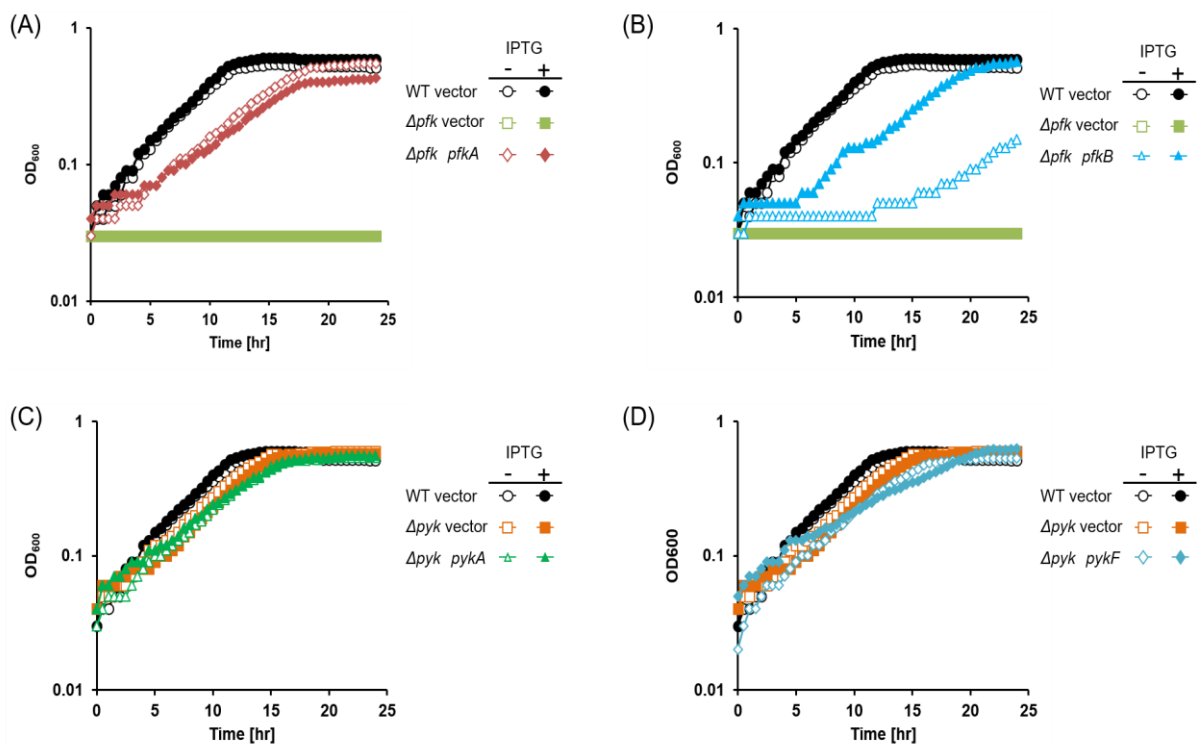 (A)
1
0.1
0.01
OD600
0 5 10 15 20 25
Time [hr]
IPTG
- +
WT vector
Δpfk vector
Δpfk pfkA
(B)
1
0.1
0.01
OD600
0 5 10 15 20 25
Time [hr]
IPTG
- +
WT vector
Δpfk vector
Δpfk pfkB
(C)
1
0.1
0.01
OD600
0 5 10 15 20 25
Time [hr]
IPTG
- +
WT vector
Δpyk vector
Δpyk pykA
(D)
1
0.1
0.01
OD600
0 5 10 15 20 25
Time [hr]
IPTG
- +
WT vector
Δpyk vector
Δpyk pykF